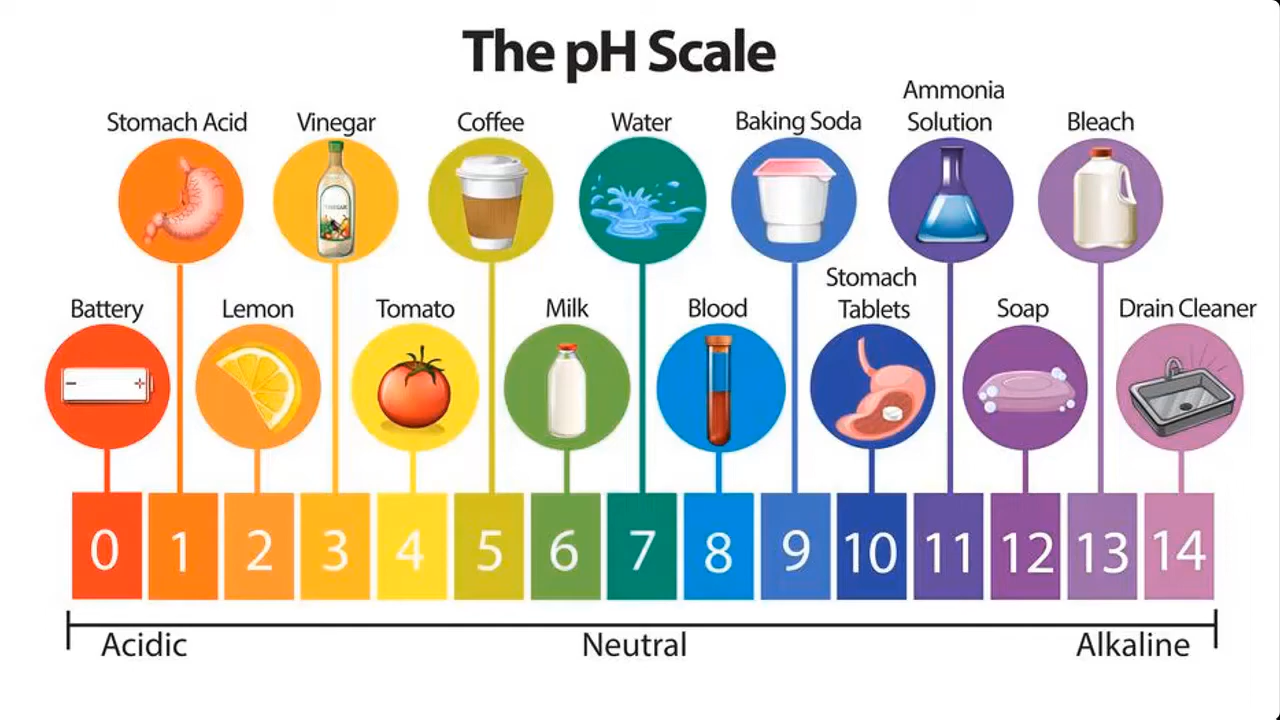 The pH Scale
Ammonia
Stomach Acid
Vinegar
Coffee
Water
Baking Soda
Solution
Bleach
VINEGAR
Stomach
Battery
Lemon
Tomato
Milk
Blood
Tablets
Soap
Drain Cleaner
- +
0 1 2 3 4 5 6 7 8 9 10 11 12 13 14
Acidic
Neutral
Alkaline